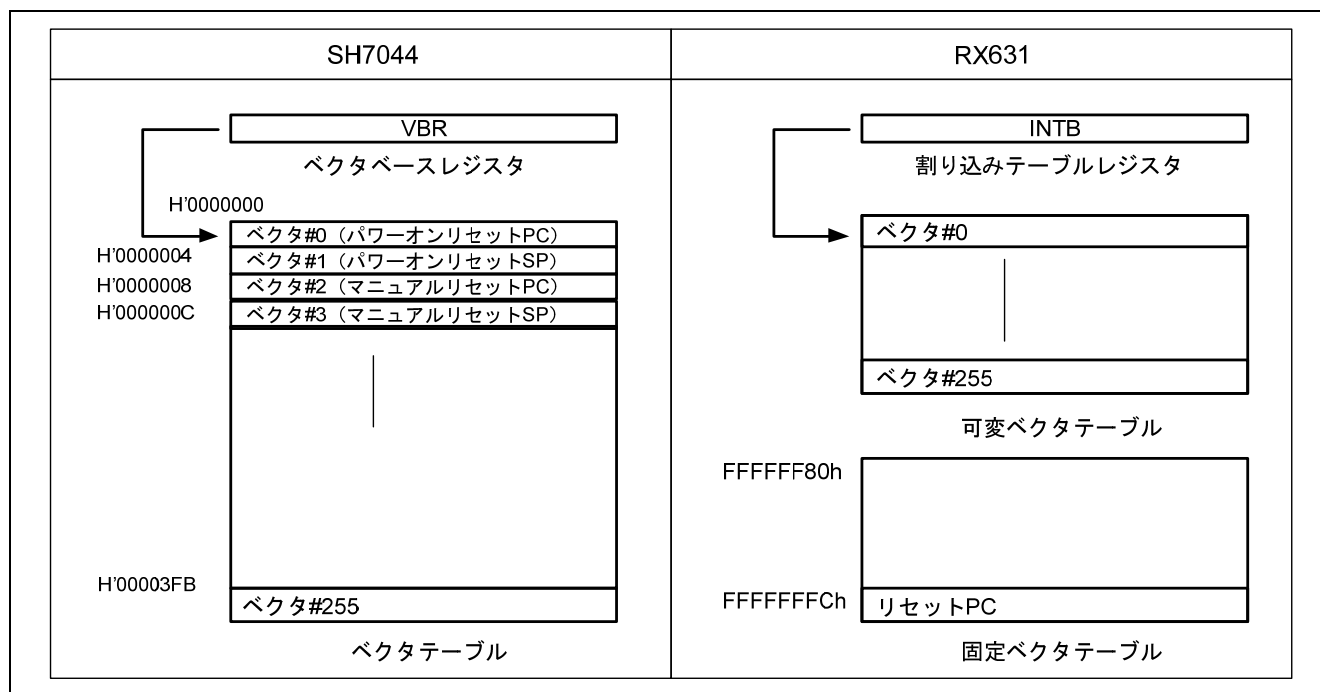 SH7044
VBR
ベクタベースレジスタ
H'0000000
ベクタ#0（パワーオンリセットPC）
H'0000004
ベクタ#1（パワーオンリセットSP）
H'0000008
ベクタ#2（マニュアルリセットPC）
H'000000C
ベクタ#3（マニュアルリセットSP）
H'00003FB
ベクタ#255
ベクタテーブル
RX631
INTB
割り込みテーブルレジスタ
ベクタ#0
ベクタ#255
可変ベクタテーブル
FFFFFF80h
FFFFFFFCh
リセットPC
固定ベクタテーブル